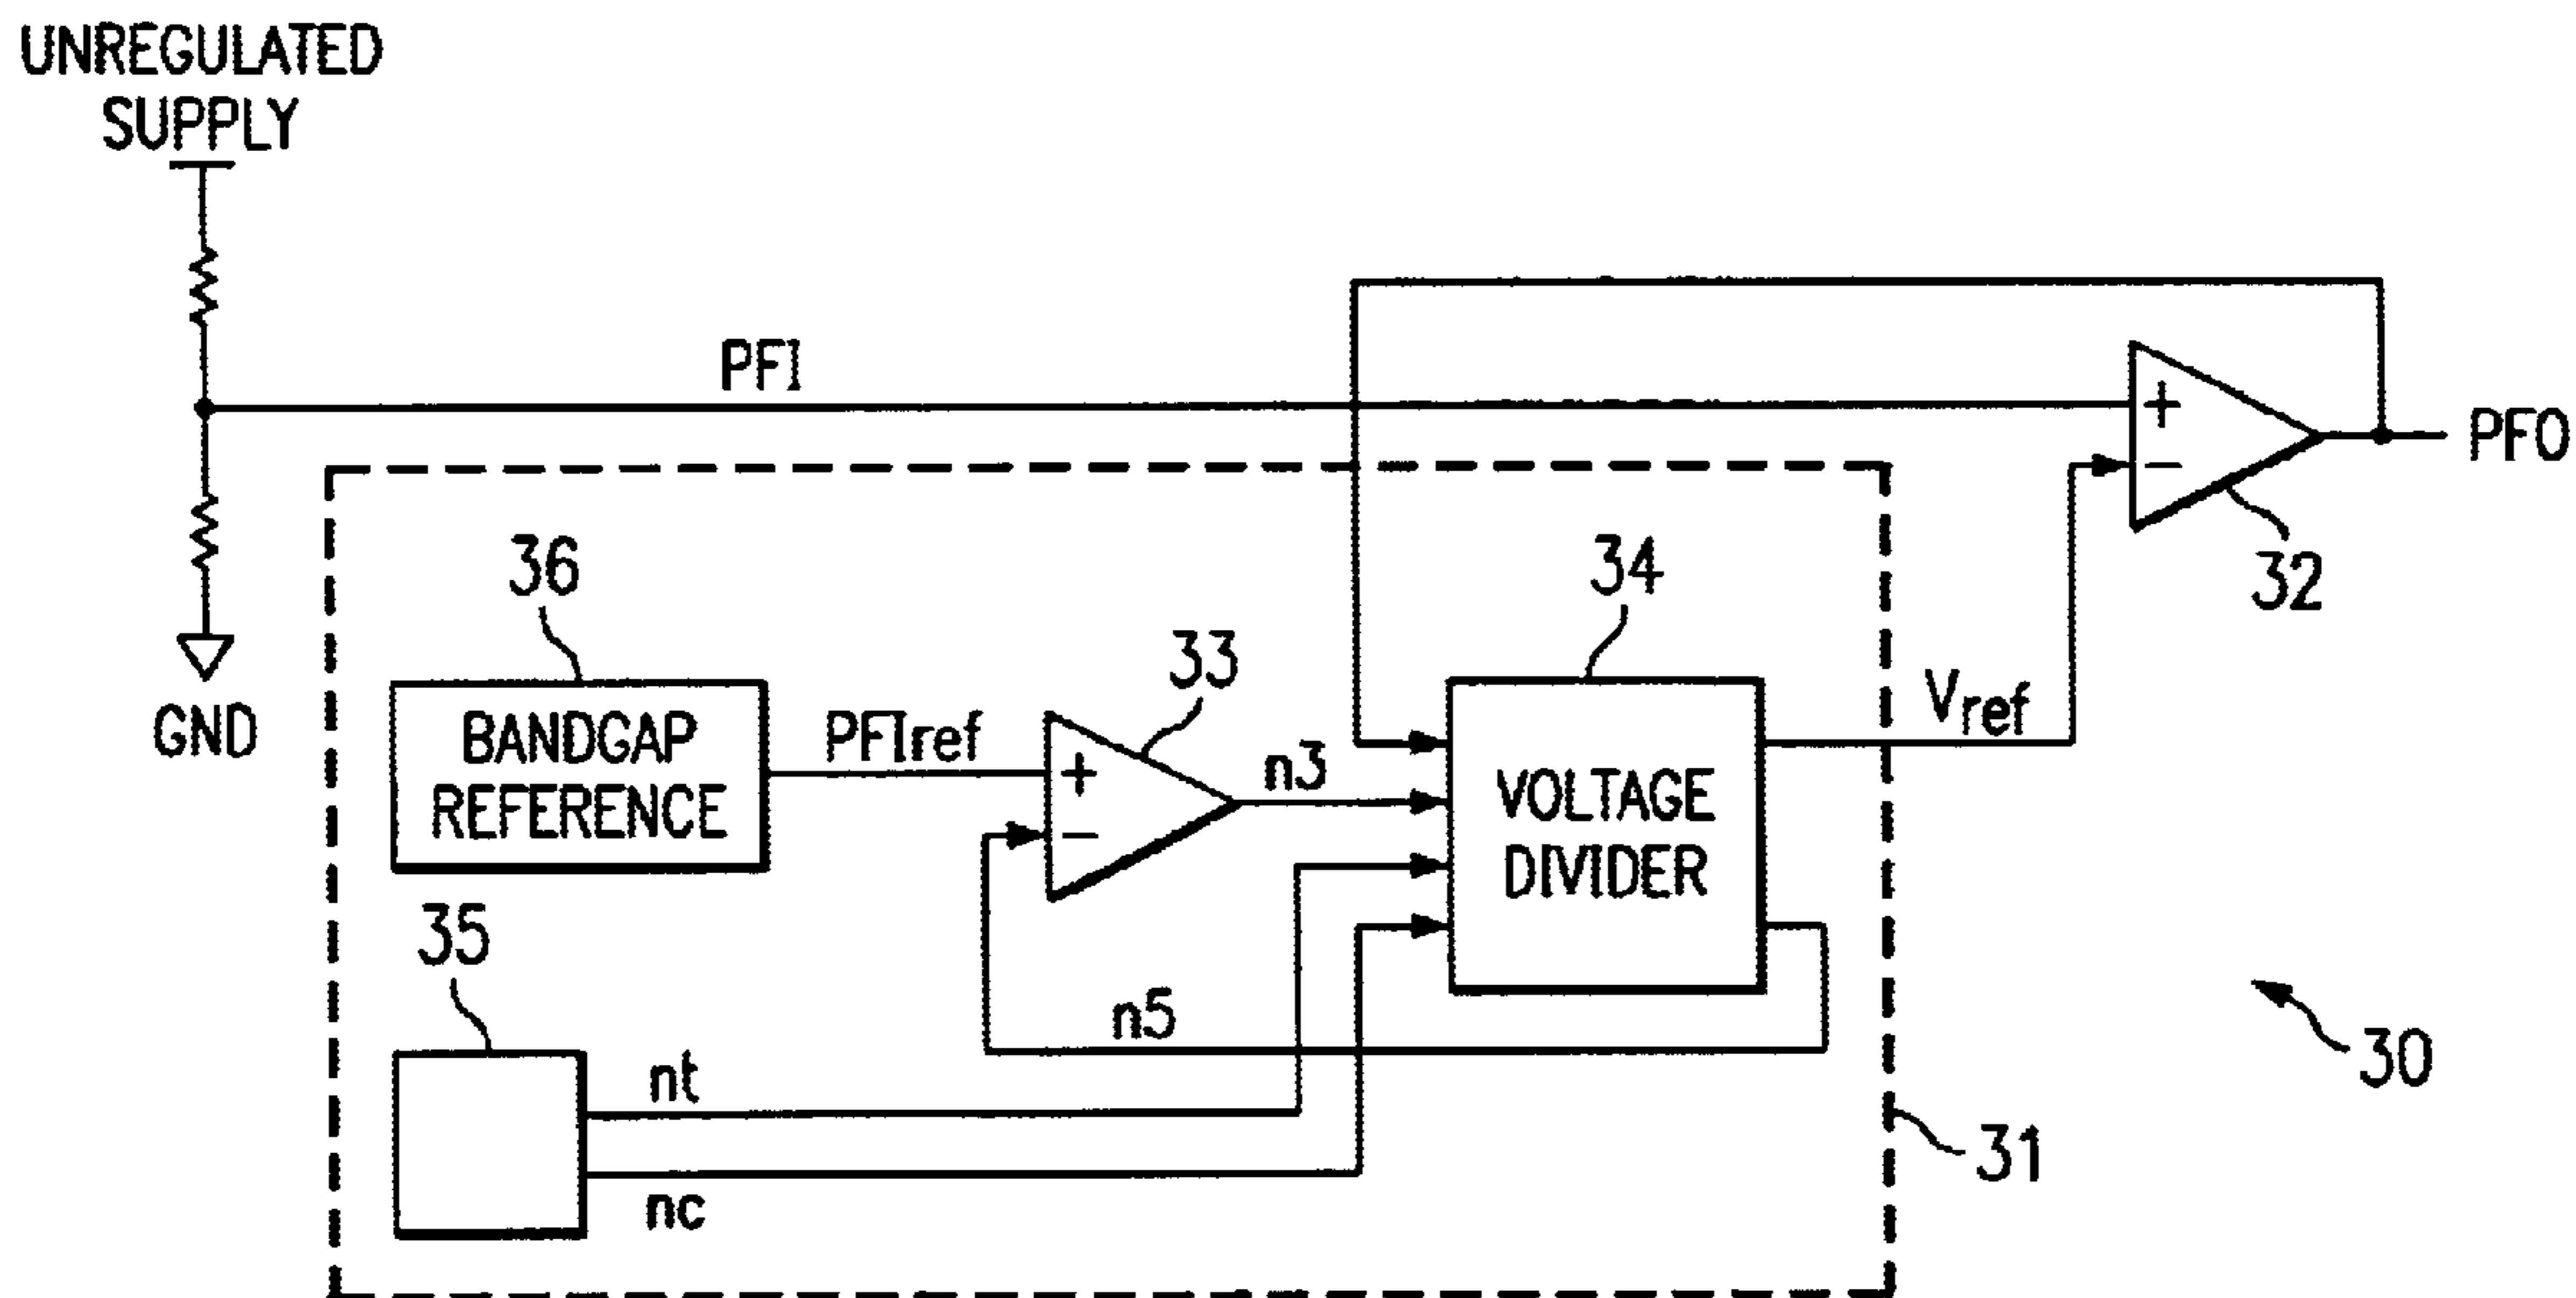 UNREGULATED
SUPPLY
PFI
+
−
PFO
32
GND
36
BANDGAP
REFERENCE
PFIref
33
+
−
n3
34
VOLTAGE
DIVIDER
Vref
35
nt
nc
n5
30
31